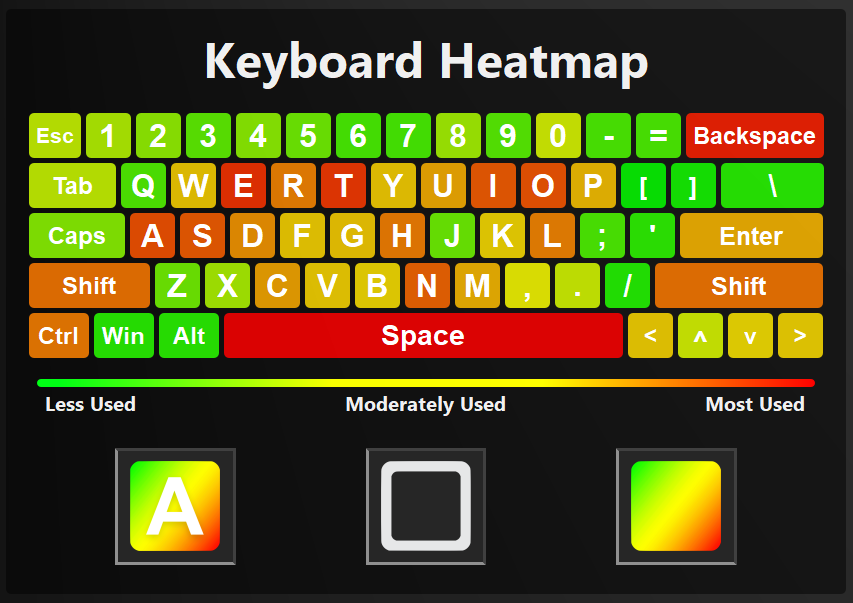 Keyboard Heatmap
Esc 1 2 3 4 5 6 7 8 9 0 - = Backspace
Tab Q W E R T Y U I O P [ ] \
Caps A S D F G H J K L ; ' Enter
Shift Z X C V B N M , . / Shift
Ctrl Win Alt Space < ^ v >
Less Used Moderately Used Most Used
A